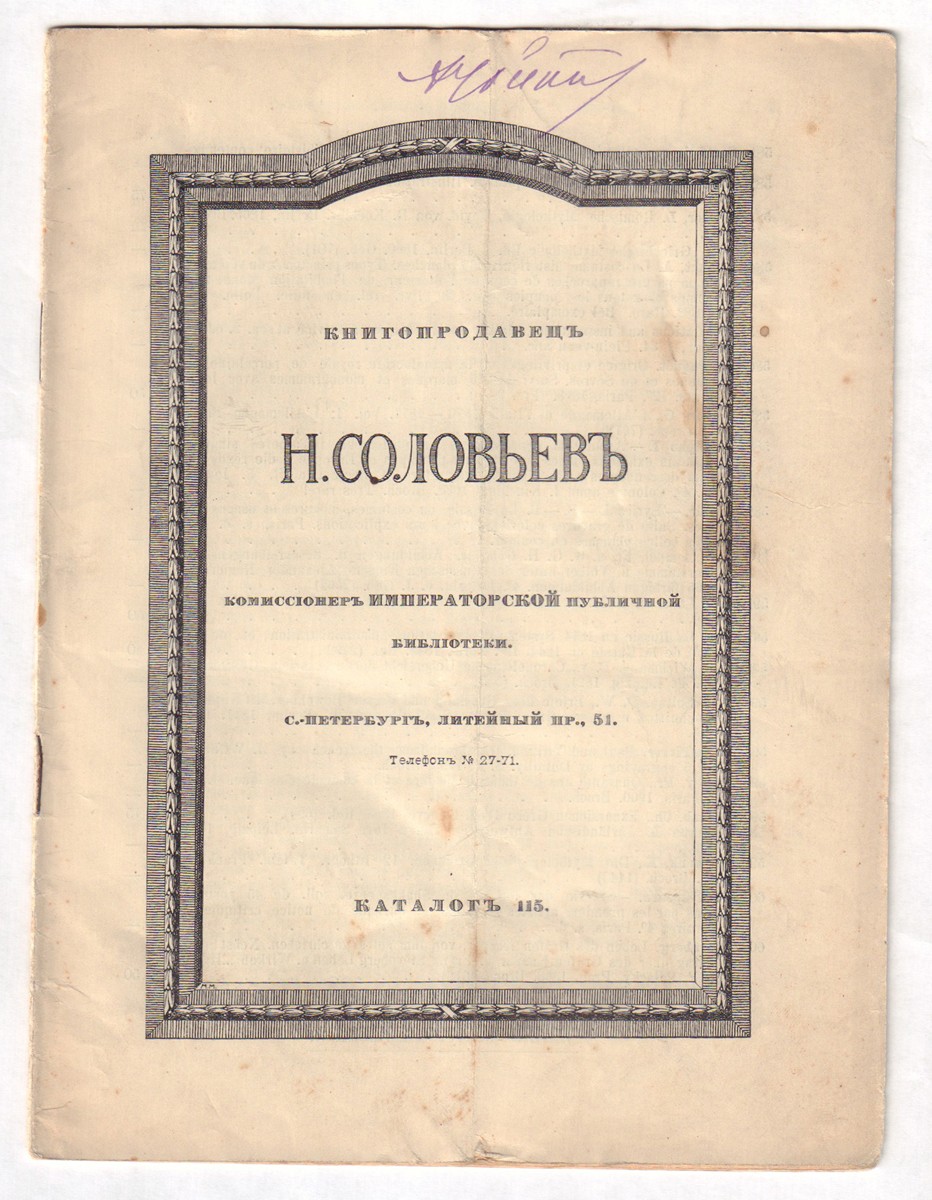 КНИГОПРОДАВЕЦЪ
Н. СОЛОВЬЕВЪ
КОМИССІОНЕРЪ ИМПЕРАТОРСКОЙ ПУБЛИЧНОЙ
БИБЛІОТЕКИ.
С.-ПЕТЕРБУРГЪ, ЛИТЕЙНЫЙ ПР., 51.
Телефонъ № 27-71.
КАТАЛОГЪ 115.